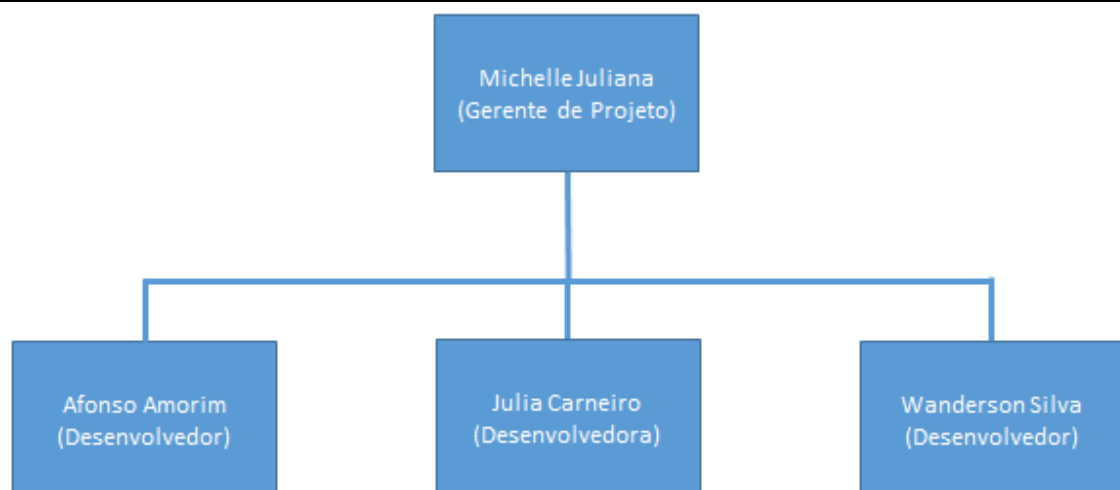 Michelle Juliana
(Gerente de Projeto)
Afonso Amorim
(Desenvolvedor)
Julia Carneiro
(Desenvolvedora)
Wanderson Silva
(Desenvolvedor)